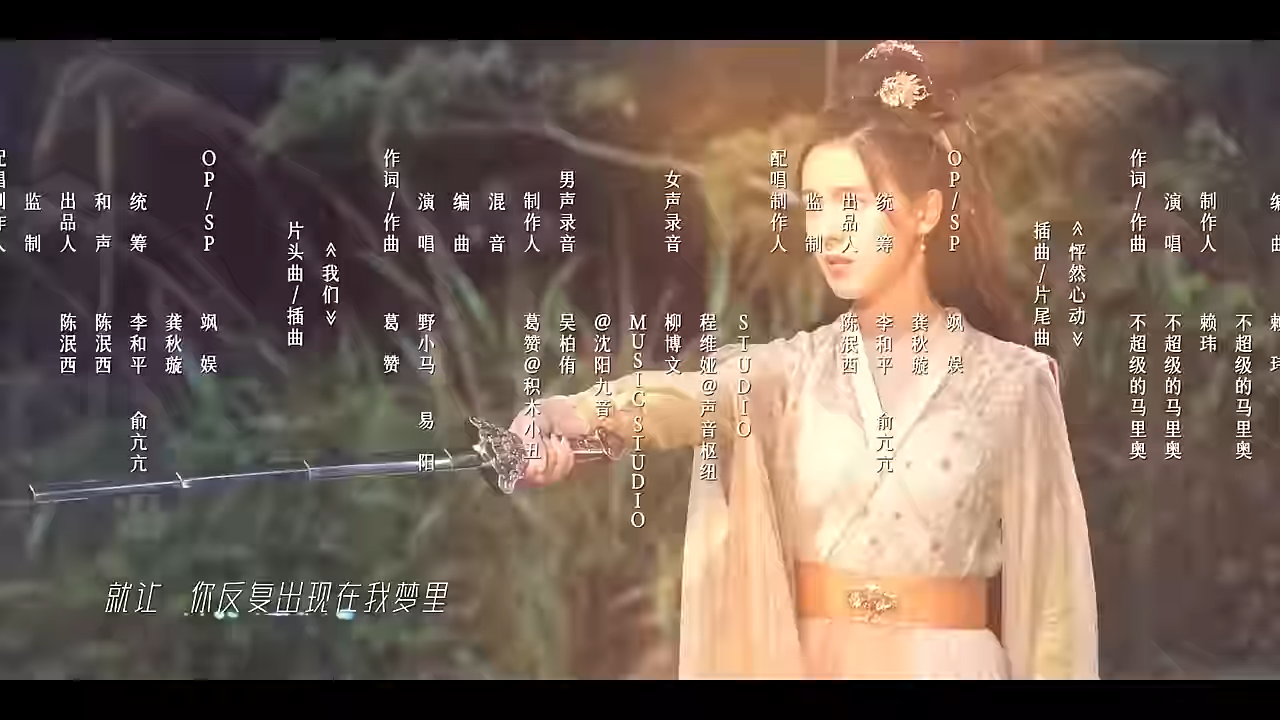 监制
出品人 陈泯西
和声 陈泯西
统筹 李和平 俞亢亢
龚秋璇
OP/SP 飒娱
片头曲/插曲
《我们》
作词/作曲 葛赞
演唱 野小马 易阳
编曲
混音
制作人 葛赞@积木小丑
男声录音 吴柏侑
@沈阳九音
MUSIC STUDIO
女声录音 柳博文
程维娅@声音枢纽
STUDIO
配唱制作人
监制
出品人 陈泯西
统筹 李和平 俞亢亢
龚秋璇
OP/SP 飒娱
插曲/片尾曲
《怦然心动》
作词/作曲 不超级的马里奥
演唱 不超级的马里奥
制作人 赖玮
不超级的马里奥
就让 你反复出现在我梦里